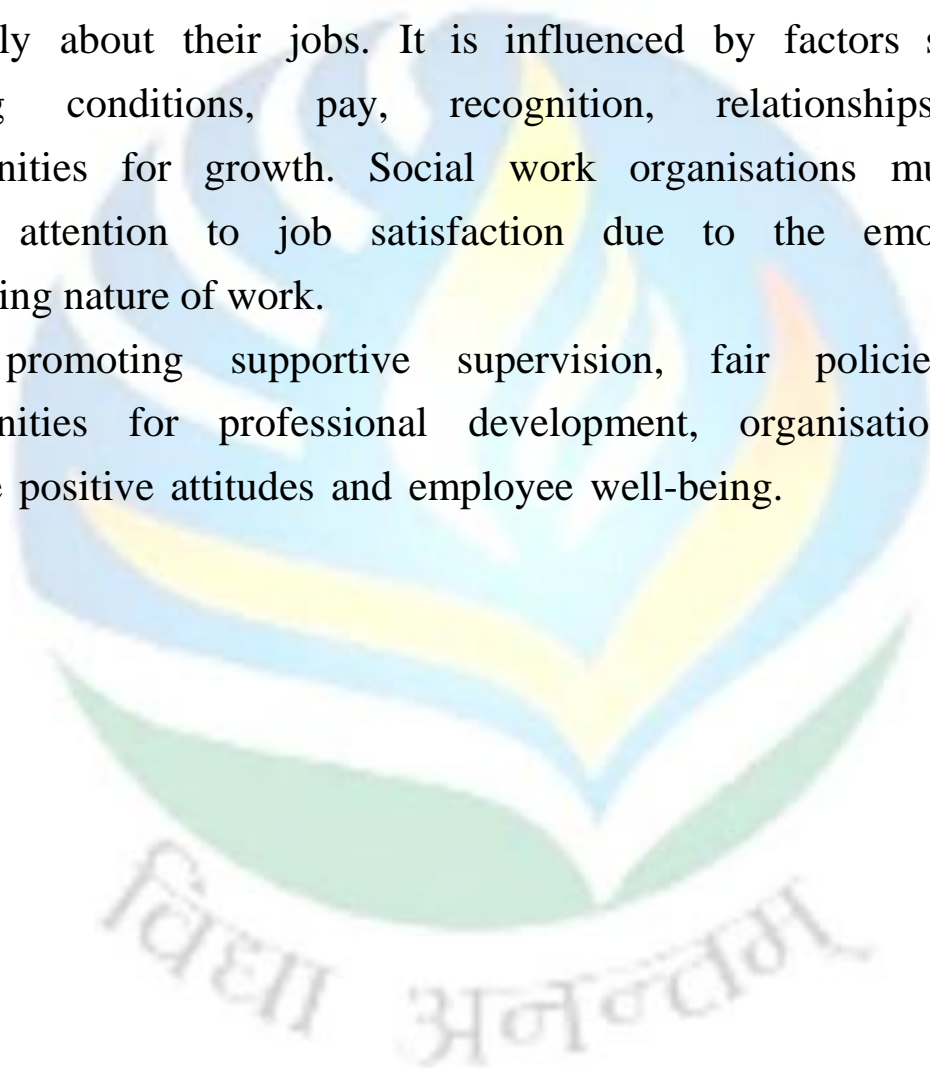 ly about their jobs. It is influenced by factors s
g conditions, pay, recognition, relationships
nities for growth. Social work organisations mu
attention to job satisfaction due to the emo
ing nature of work.
promoting supportive supervision, fair policie
nities for professional development, organisatio
e positive attitudes and employee well-being.
विद्या अनन्तम्